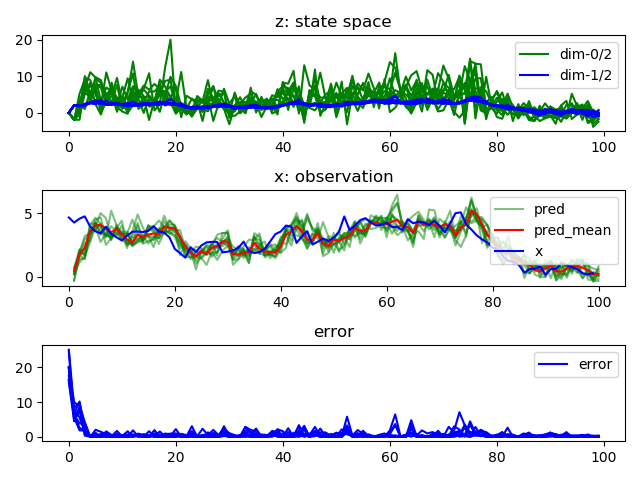 z: state space
20
10
0
dim-0/2
dim-1/2
0 20 40 60 80 100
x: observation
5
0
pred
pred_mean
x
0 20 40 60 80 100
error
20
10
0
error
0 20 40 60 80 100